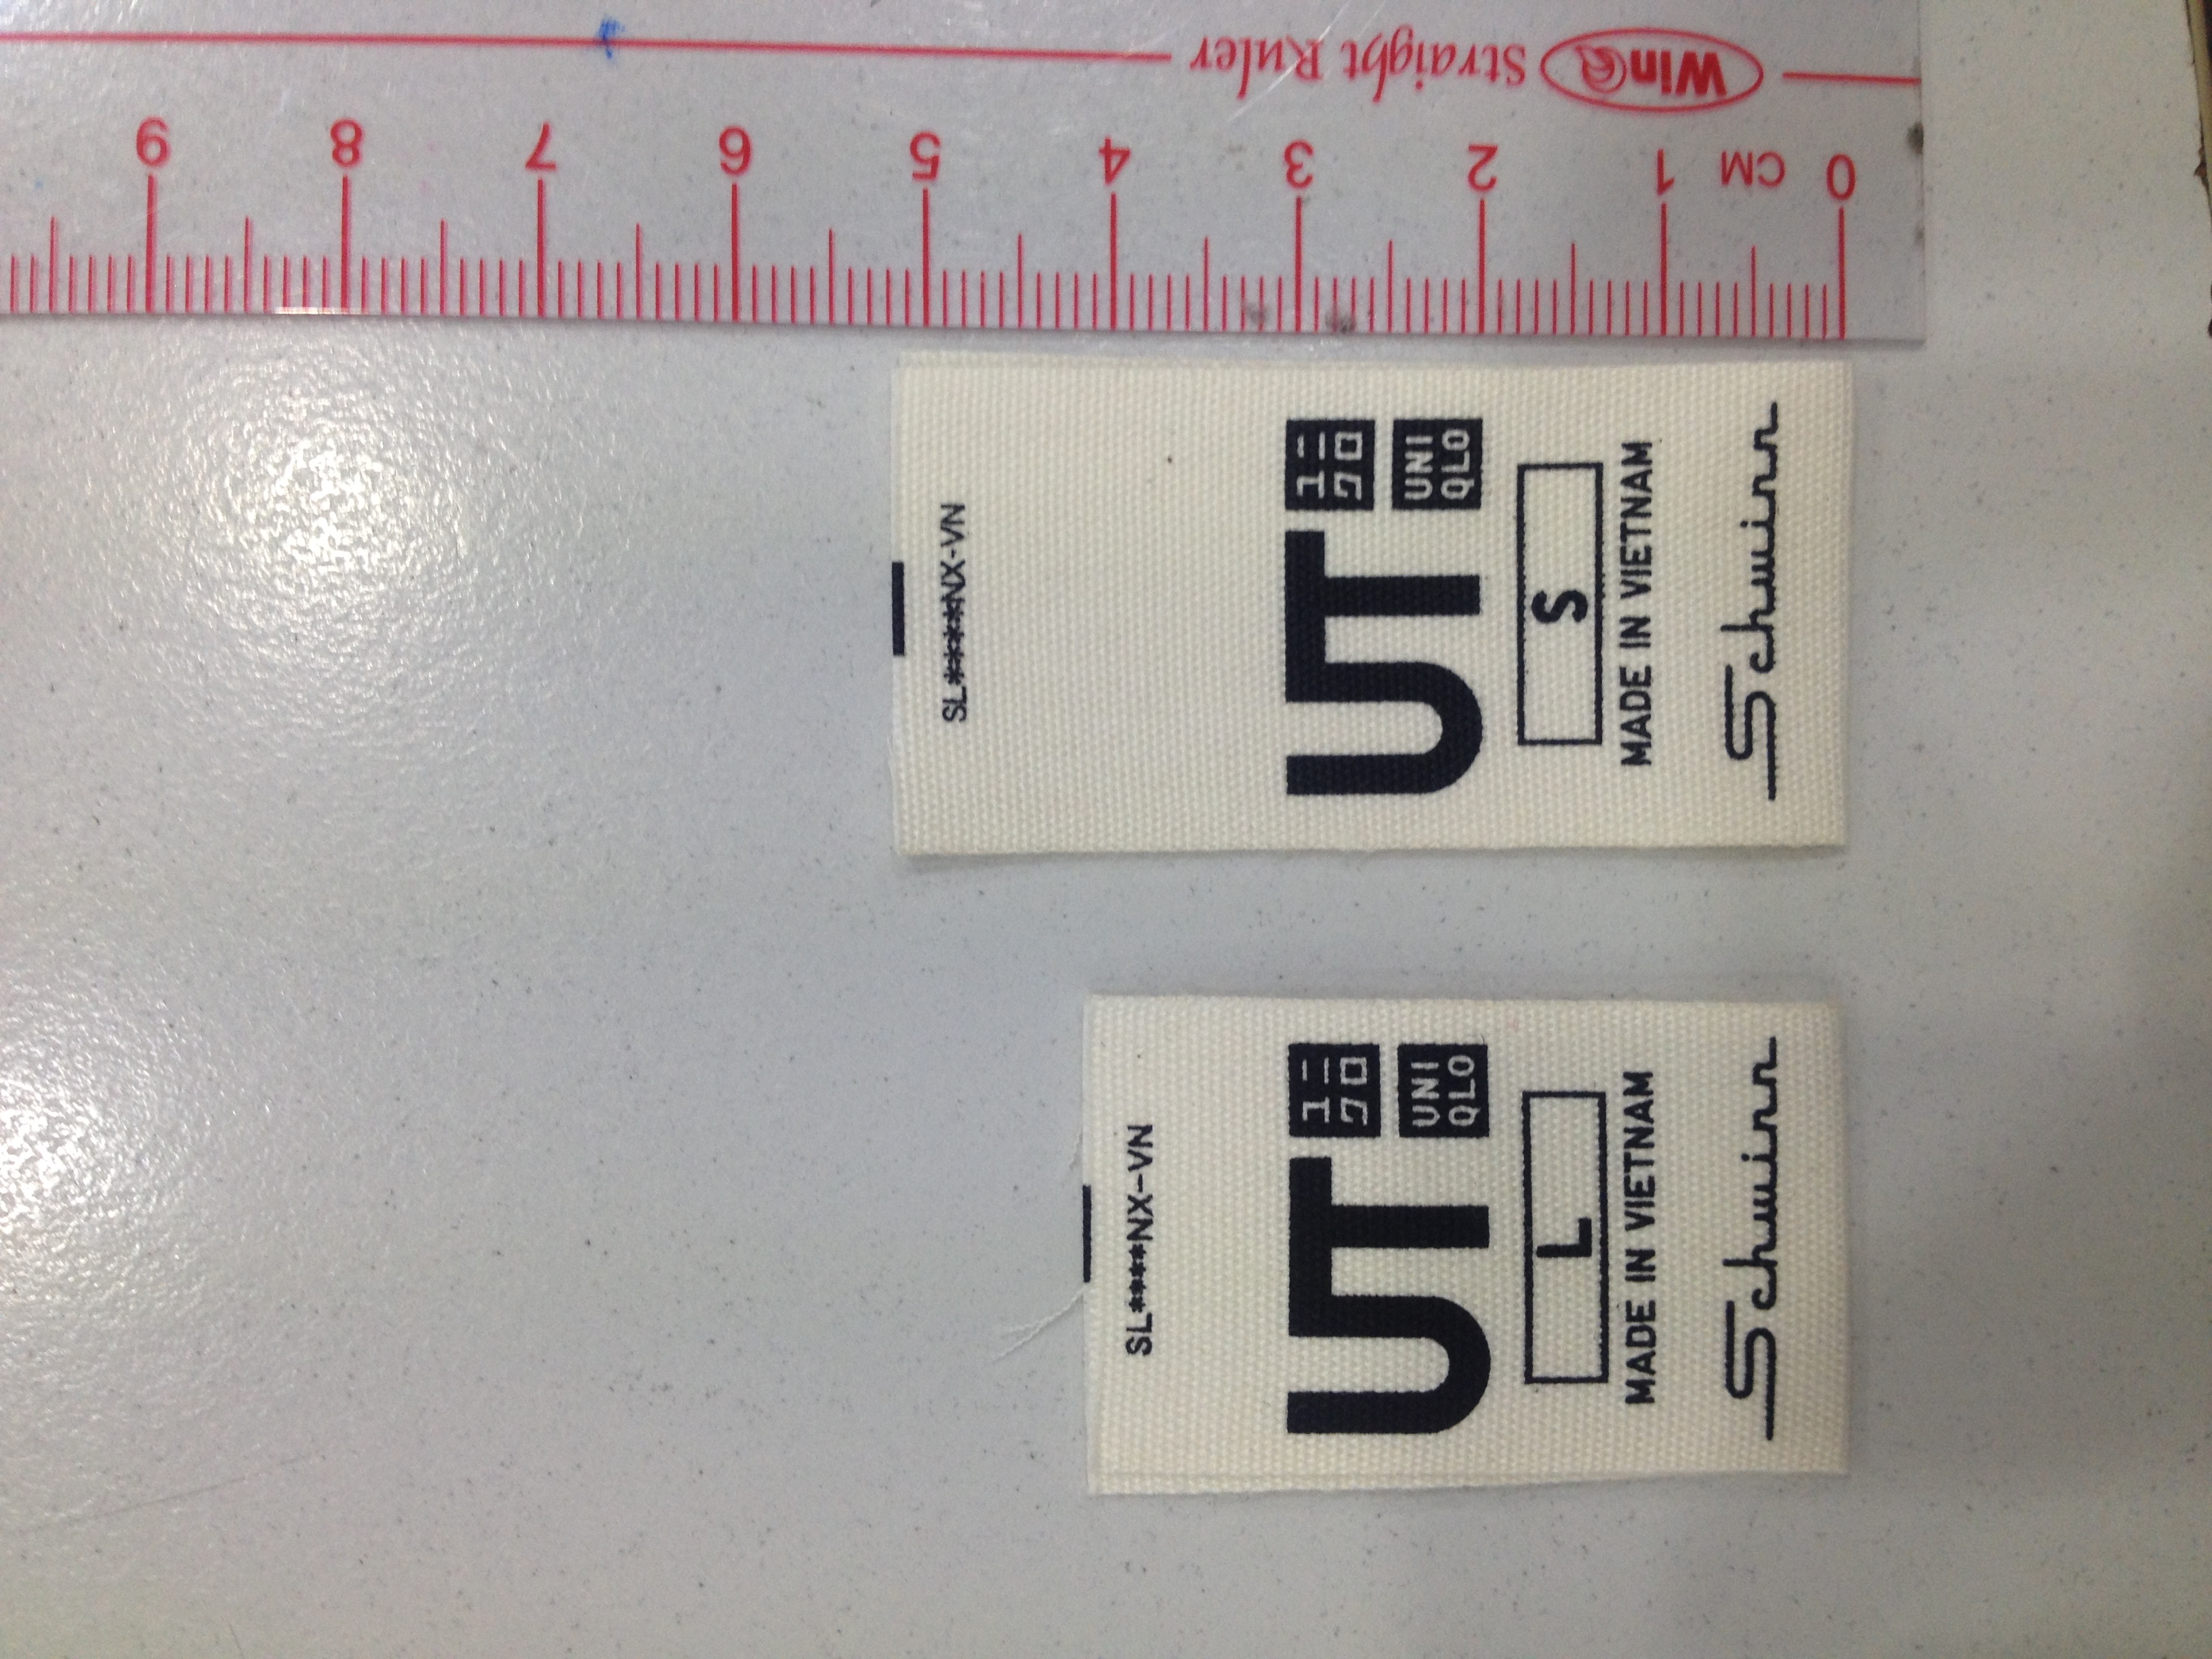 SL****NX-VN
UT
ユニ
クロ
UNI
QLO
L
MADE IN VIETNAM
Schwinn
SL****NX-VN
UT
ユニ
クロ
UNI
QLO
S
MADE IN VIETNAM
Schwinn
0 CM 1 2 3 4 5 6 7 8 9
Win@ Straight Ruler